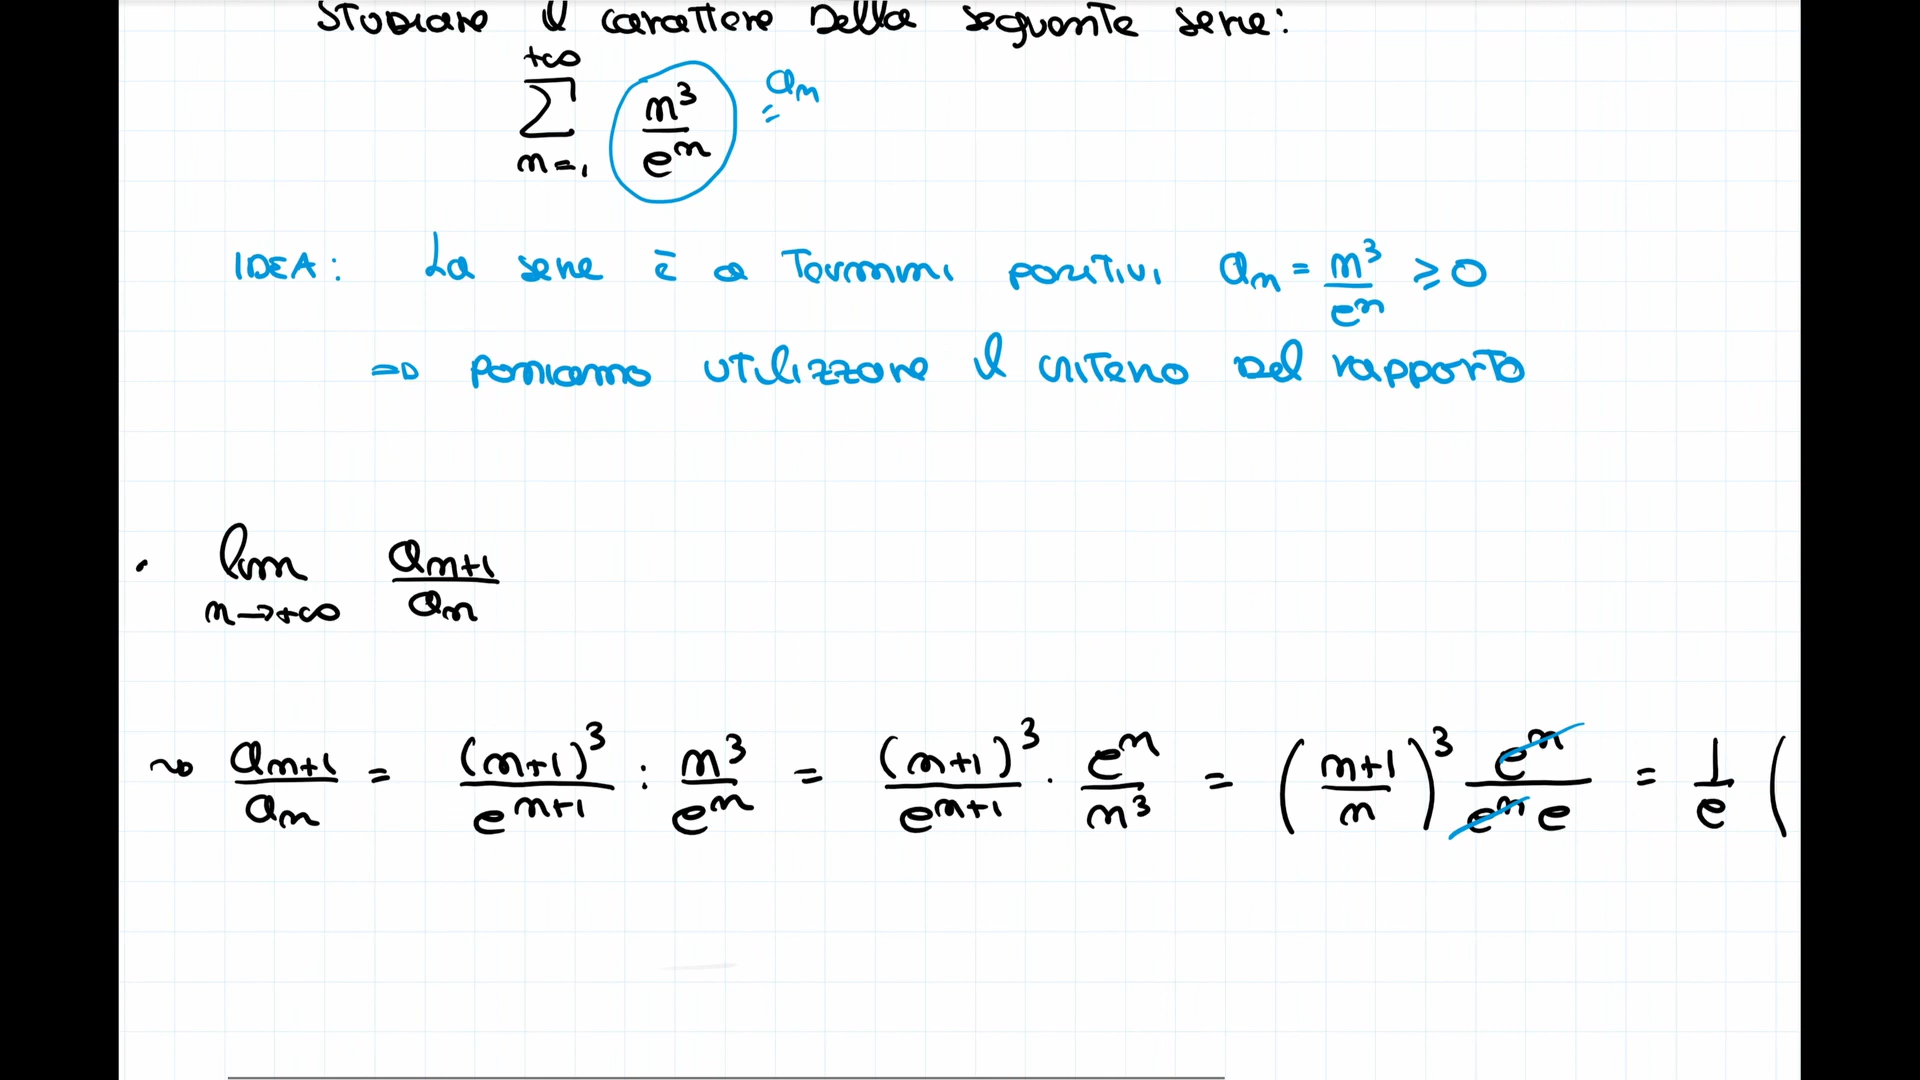 Studiare il carattere della seguente serie:
+∞
∑ n³/eⁿ = aₙ
n=1
IDEA: La serie è a termini positivi aₙ = n³/eⁿ ≥ 0
⇒ possiamo utilizzare il criterio del rapporto
• lim aₙ₊₁/aₙ
n→+∞
⤳ aₙ₊₁/aₙ = (n+1)³/eⁿ⁺¹ : n³/eⁿ = (n+1)³/eⁿ⁺¹ · eⁿ/n³ = ((n+1)/n)³ eⁿ/(eⁿ e) = 1/e (